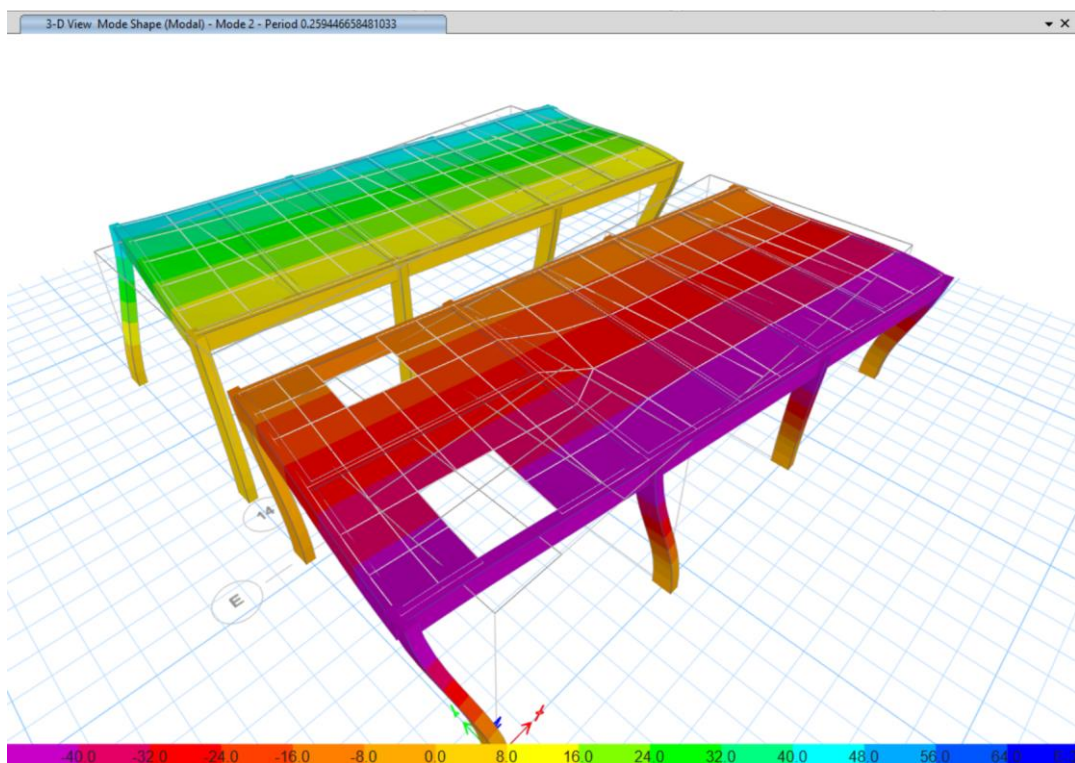 3-D View Mode Shape (Modal) - Mode 2 - Period 0.259446658481033
14
E
X
-40.0 -32.0 -24.0 -16.0 -8.0 0.0 8.0 16.0 24.0 32.0 40.0 48.0 56.0 64.0